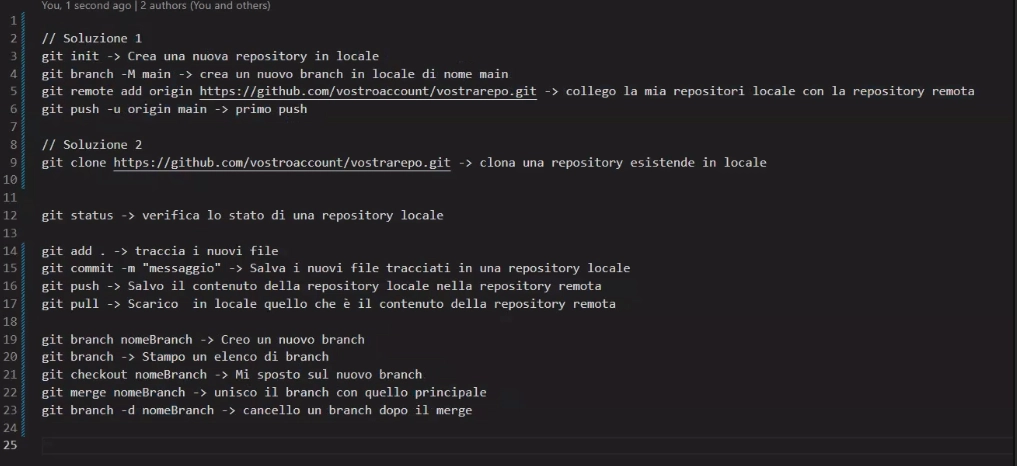 You, 1 second ago | 2 authors (You and others)
1
2 // Soluzione 1
3 git init -> Crea una nuova repository in locale
4 git branch -M main -> crea un nuovo branch in locale di nome main
5 git remote add origin https://github.com/vostroaccount/vostrarepo.git -> collego la mia repositori locale con la repository remota
6 git push -u origin main -> primo push
7
8 // Soluzione 2
9 git clone https://github.com/vostroaccount/vostrarepo.git -> clona una repository esistende in locale
10
11
12 git status -> verifica lo stato di una repository locale
13
14 git add . -> traccia i nuovi file
15 git commit -m "messaggio" -> Salva i nuovi file tracciati in una repository locale
16 git push -> Salvo il contenuto della repository locale nella repository remota
17 git pull -> Scarico  in locale quello che è il contenuto della repository remota
18
19 git branch nomeBranch -> Creo un nuovo branch
20 git branch -> Stampo un elenco di branch
21 git checkout nomeBranch -> Mi sposto sul nuovo branch
22 git merge nomeBranch -> unisco il branch con quello principale
23 git branch -d nomeBranch -> cancello un branch dopo il merge
24
25